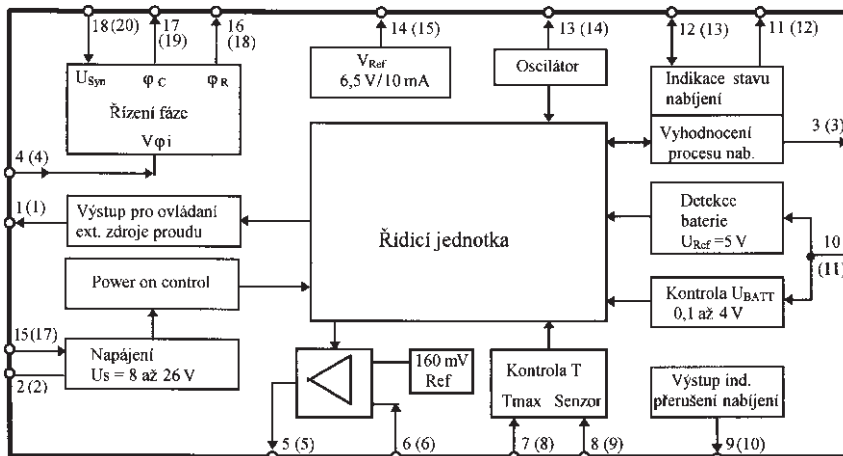 18 (20)
17
(19)
16
(18)
14 (15)
13 (14)
12 (13)
11 (12)
USyn
φC
φR
Řízení fáze
Vφi
VRef
6,5 V/10 mA
Oscilátor
Indikace stavu
nabíjení
Vyhodnocení
procesu nab.
3 (3)
4 (4)
1 (1)
Výstup pro ovládaní
ext. zdroje proudu
Řídicí jednotka
Detekce
baterie
URef =5 V
10
(11)
Power on control
Kontrola UBATT
0,1 až 4 V
15(17)
Napájení
Us = 8 až 26 V
2 (2)
160 mV
Ref
Kontrola T
Tmax Senzor
Výstup ind.
přerušení nabíjení
5 (5)
6 (6)
7 (8)
8 (9)
9 (10)